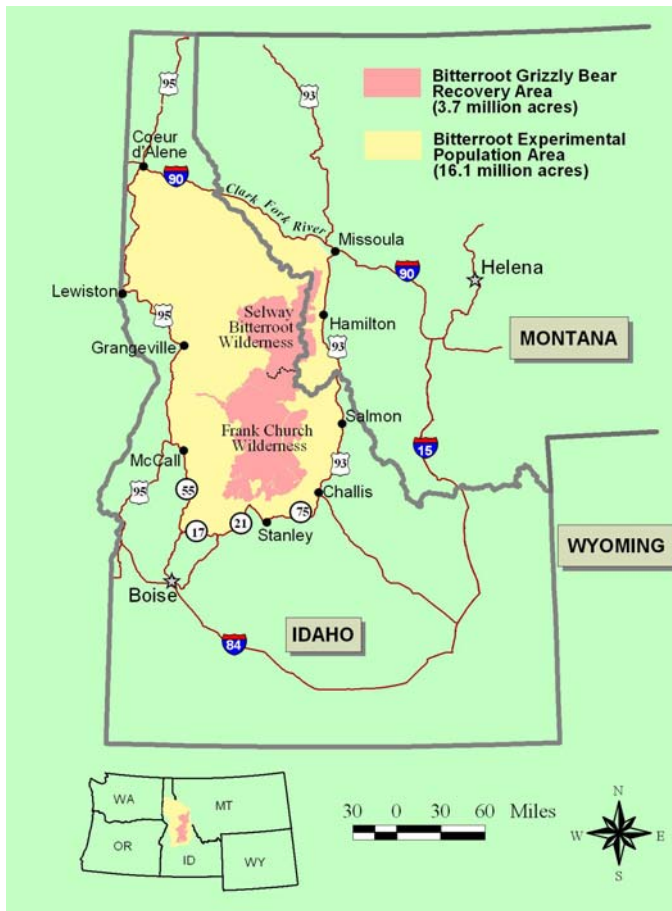 95
93
Bitterroot Grizzly Bear
Recovery Area
(3.7 million acres)
Bitterroot Experimental
Population Area
(16.1 million acres)
Coeur
d'Alene
90
Clark Fork River
Missoula
90
Helena
Lewiston
95
Selway
Bitterroot
Wilderness
Hamilton
Grangeville
93
MONTANA
Salmon
Frank Church
Wilderness
McCall
15
93
95
55
Challis
17
21
75
Stanley
WYOMING
Boise
IDAHO
84
WA
MT
OR
ID
WY
30 0 30 60 Miles
N
W E
S